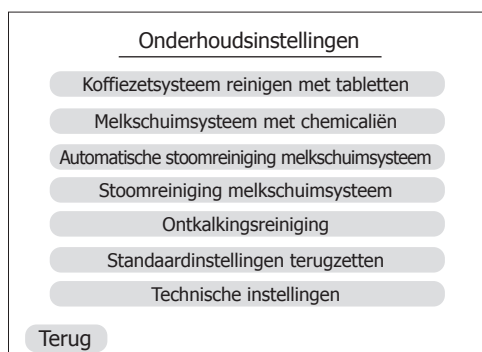 Onderhoudsinstellingen
Koffiezetsysteem reinigen met tabletten
Melkschuimsysteem met chemicaliën
Automatische stoomreiniging melkschuimsysteem
Stoomreiniging melkschuimsysteem
Ontkalkingsreiniging
Standaardinstellingen terugzetten
Technische instellingen
Terug